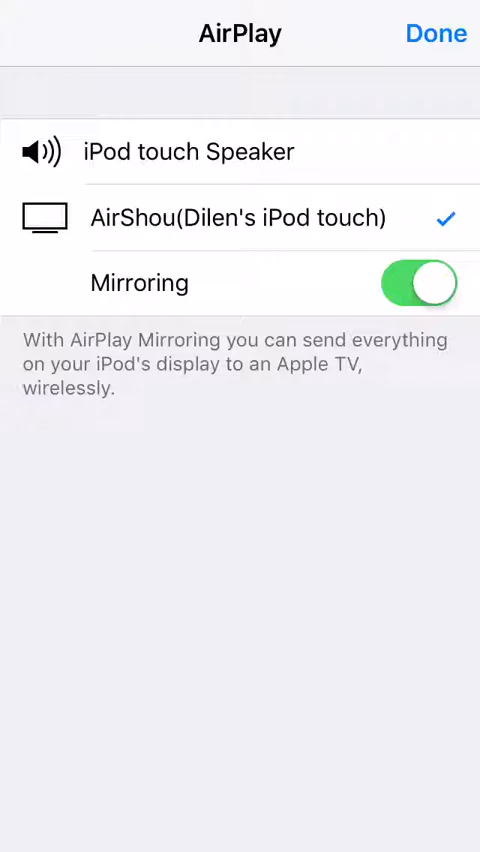 AirPlay
Done
iPod touch Speaker
AirShou(Dilen's iPod touch)
Mirroring
With AirPlay Mirroring you can send everything
on your iPod's display to an Apple TV,
wirelessly.